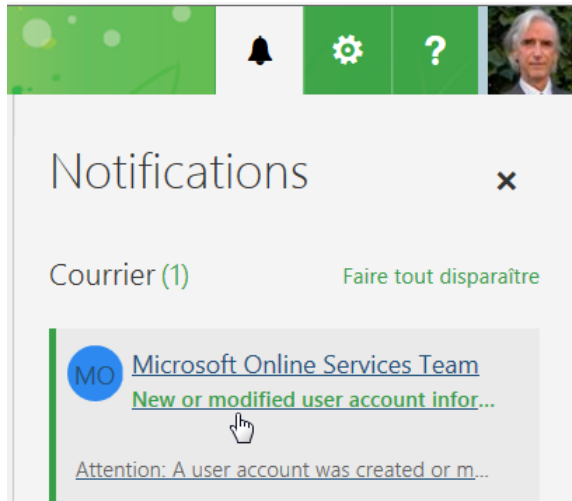 ?
Notifications
×
Courrier (1) Faire tout disparaître
MO Microsoft Online Services Team
New or modified user account infor...
Attention: A user account was created or m...